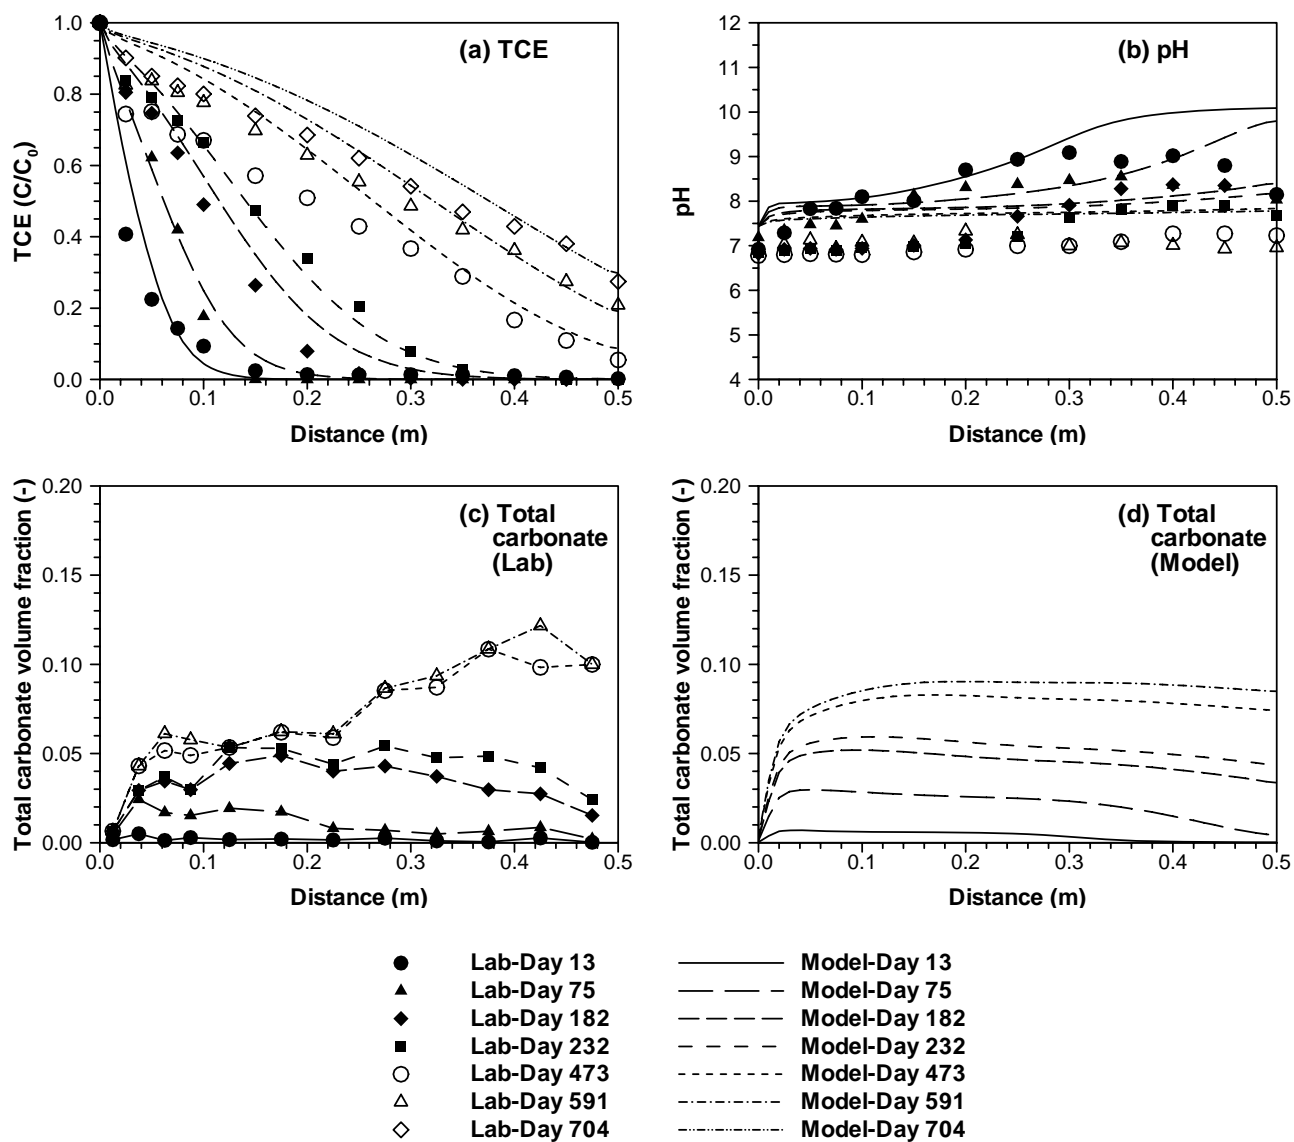 (a) TCE
TCE (C/C₀)
1.0
0.8
0.6
0.4
0.2
0.0
0.0 0.1 0.2 0.3 0.4 0.5
Distance (m)
(b) pH
pH
12
11
10
9
8
7
6
5
4
0.0 0.1 0.2 0.3 0.4 0.5
Distance (m)
(c) Total
carbonate
(Lab)
Total carbonate volume fraction (-)
0.20
0.15
0.10
0.05
0.00
0.0 0.1 0.2 0.3 0.4 0.5
Distance (m)
(d) Total
carbonate
(Model)
Total carbonate volume fraction (-)
0.20
0.15
0.10
0.05
0.00
0.0 0.1 0.2 0.3 0.4 0.5
Distance (m)
Lab-Day 13
Lab-Day 75
Lab-Day 182
Lab-Day 232
Lab-Day 473
Lab-Day 591
Lab-Day 704
Model-Day 13
Model-Day 75
Model-Day 182
Model-Day 232
Model-Day 473
Model-Day 591
Model-Day 704